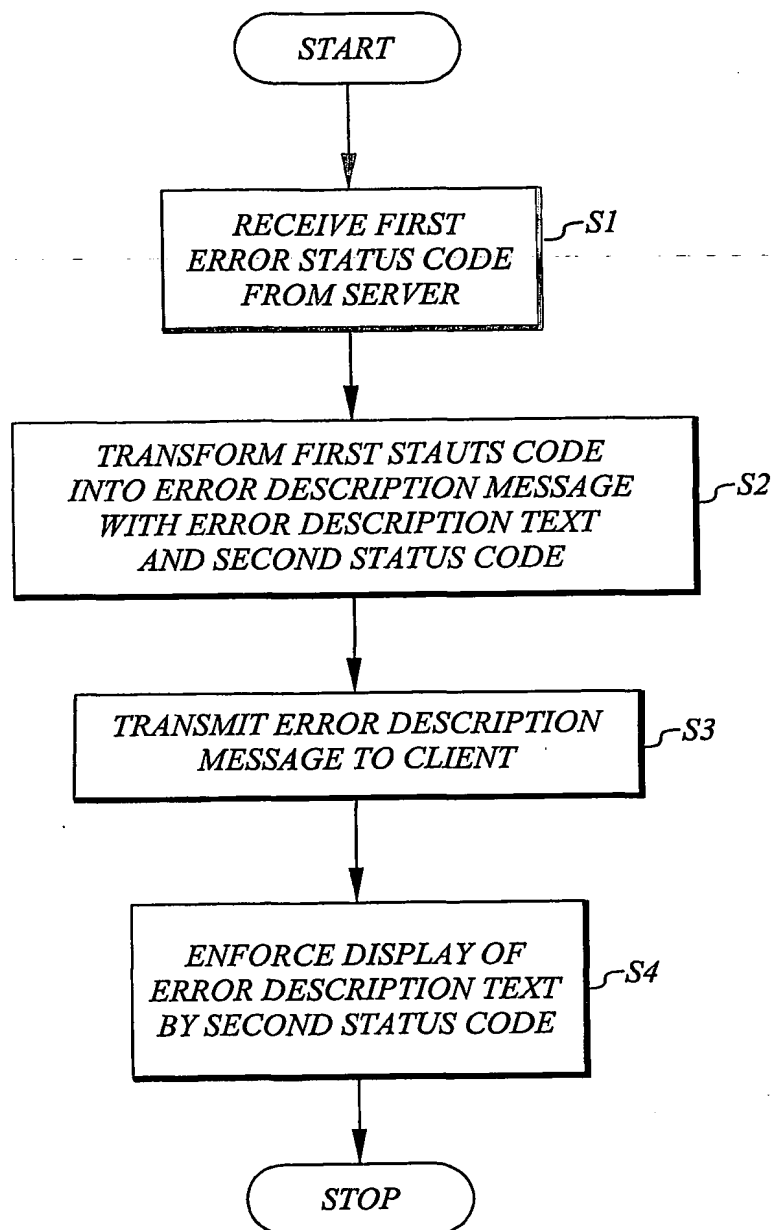 START
RECEIVE FIRST
ERROR STATUS CODE
FROM SERVER
S1
TRANSFORM FIRST STAUTS CODE
INTO ERROR DESCRIPTION MESSAGE
WITH ERROR DESCRIPTION TEXT
AND SECOND STATUS CODE
S2
TRANSMIT ERROR DESCRIPTION
MESSAGE TO CLIENT
S3
ENFORCE DISPLAY OF
ERROR DESCRIPTION TEXT
BY SECOND STATUS CODE
S4
STOP